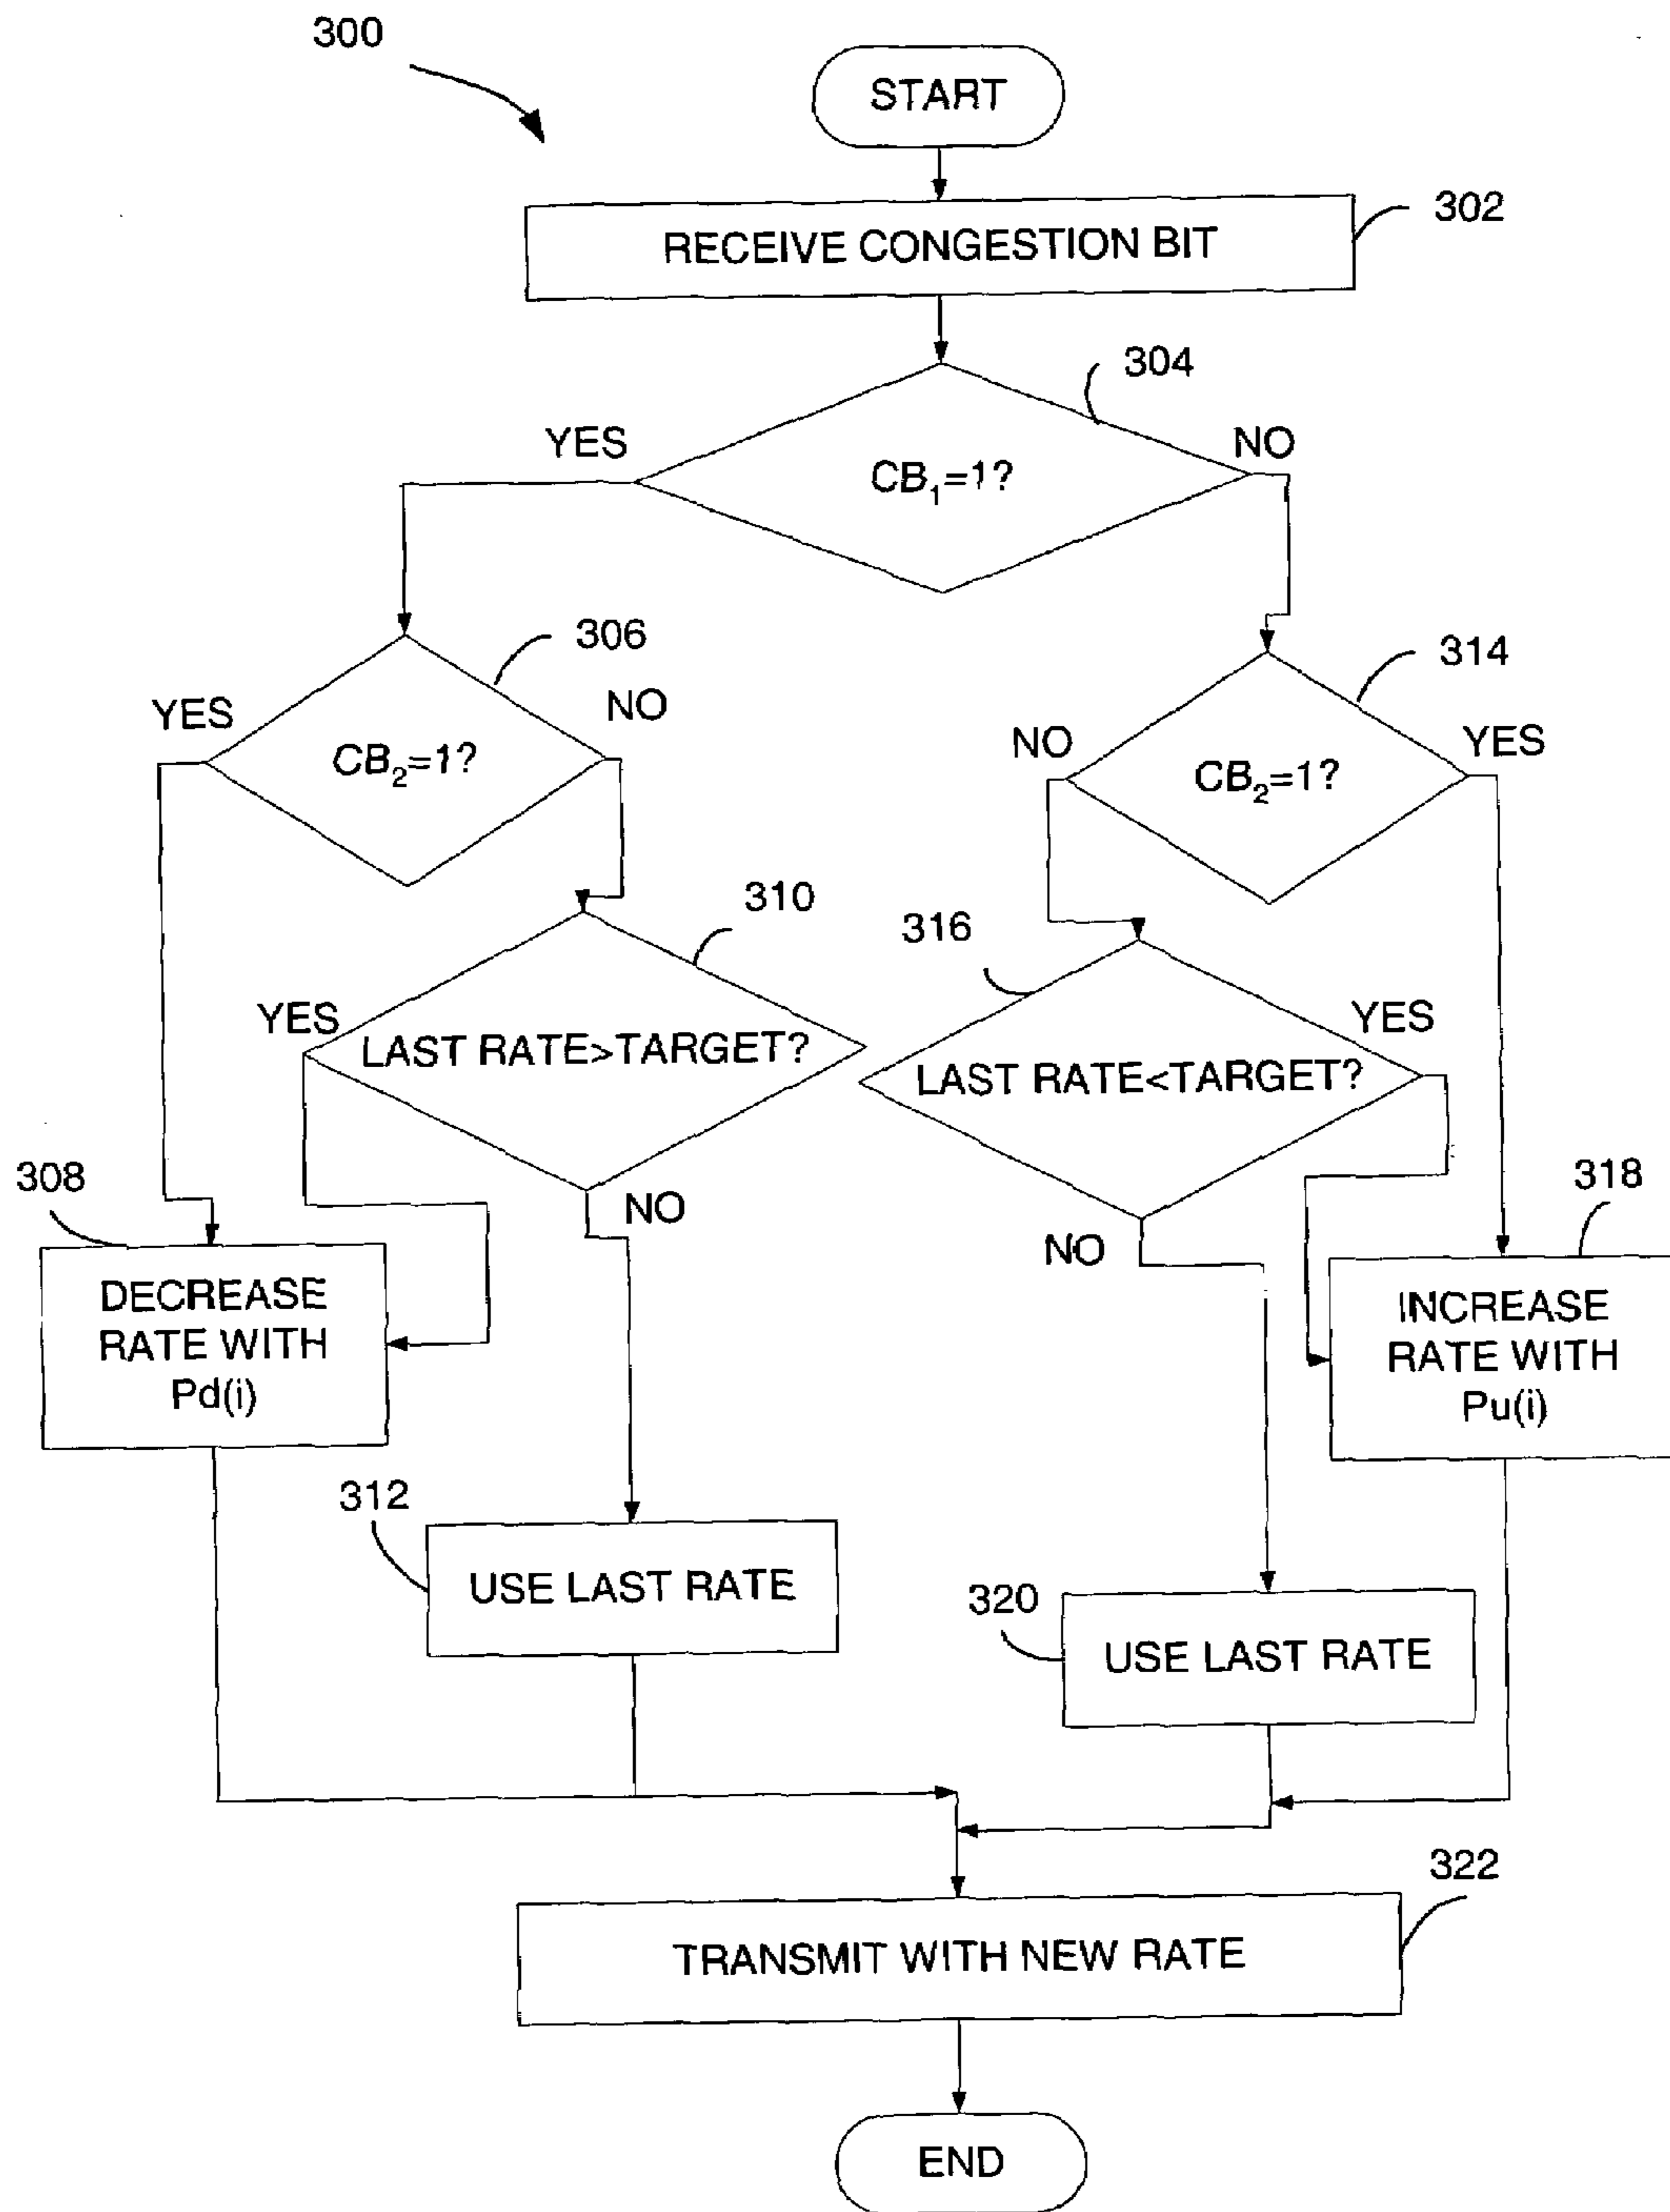 300
START
302
RECEIVE CONGESTION BIT
304
YES
NO
CB₁=1?
306
314
YES
NO
NO
YES
CB₂=1?
CB₂=1?
310
316
YES
YES
LAST RATE>TARGET?
LAST RATE<TARGET?
308
NO
NO
318
DECREASE
RATE WITH
Pd(i)
INCREASE
RATE WITH
Pu(i)
312
USE LAST RATE
320
USE LAST RATE
322
TRANSMIT WITH NEW RATE
END